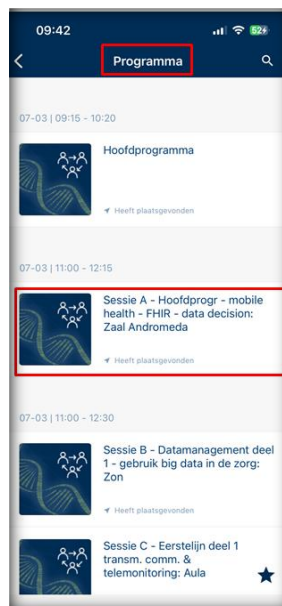 09:42
52
Programma
07-03 | 09:15 - 10:20
Hoofdprogramma
Heeft plaatsgevonden
07-03 | 11:00 - 12:15
Sessie A - Hoofdprogr - mobile
health - FHIR - data decision:
Zaal Andromeda
Heeft plaatsgevonden
07-03 | 11:00 - 12:30
Sessie B - Datamanagement deel
1 - gebruik big data in de zorg:
Zon
Heeft plaatsgevonden
Sessie C - Eerstelijn deel 1
transm. comm. &
telemonitoring: Aula